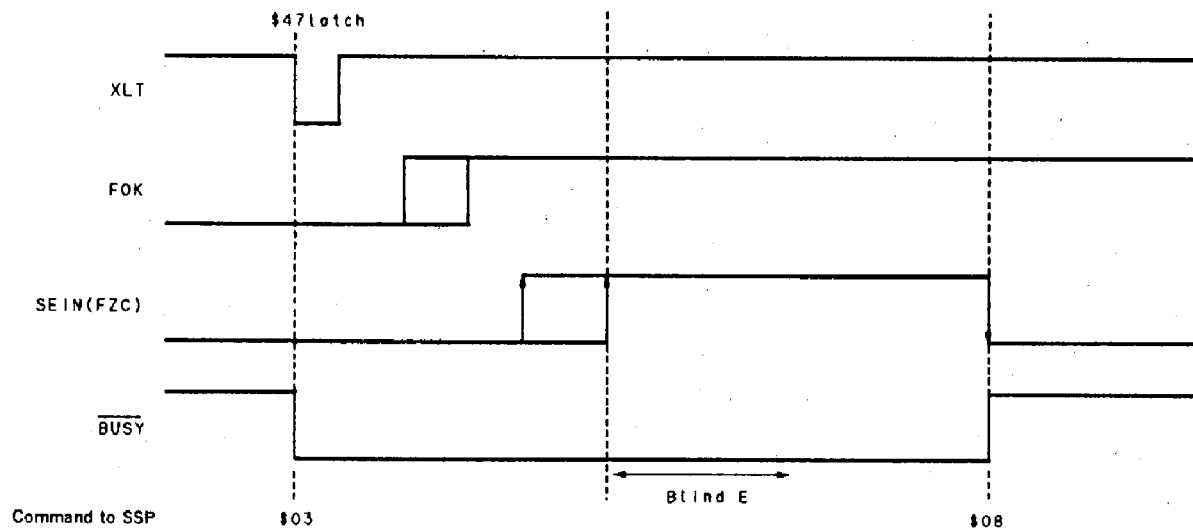 $47latch
XLT
FOK
SEIN(FZC)
BUSY
Blind E
Command to SSP $03 $08